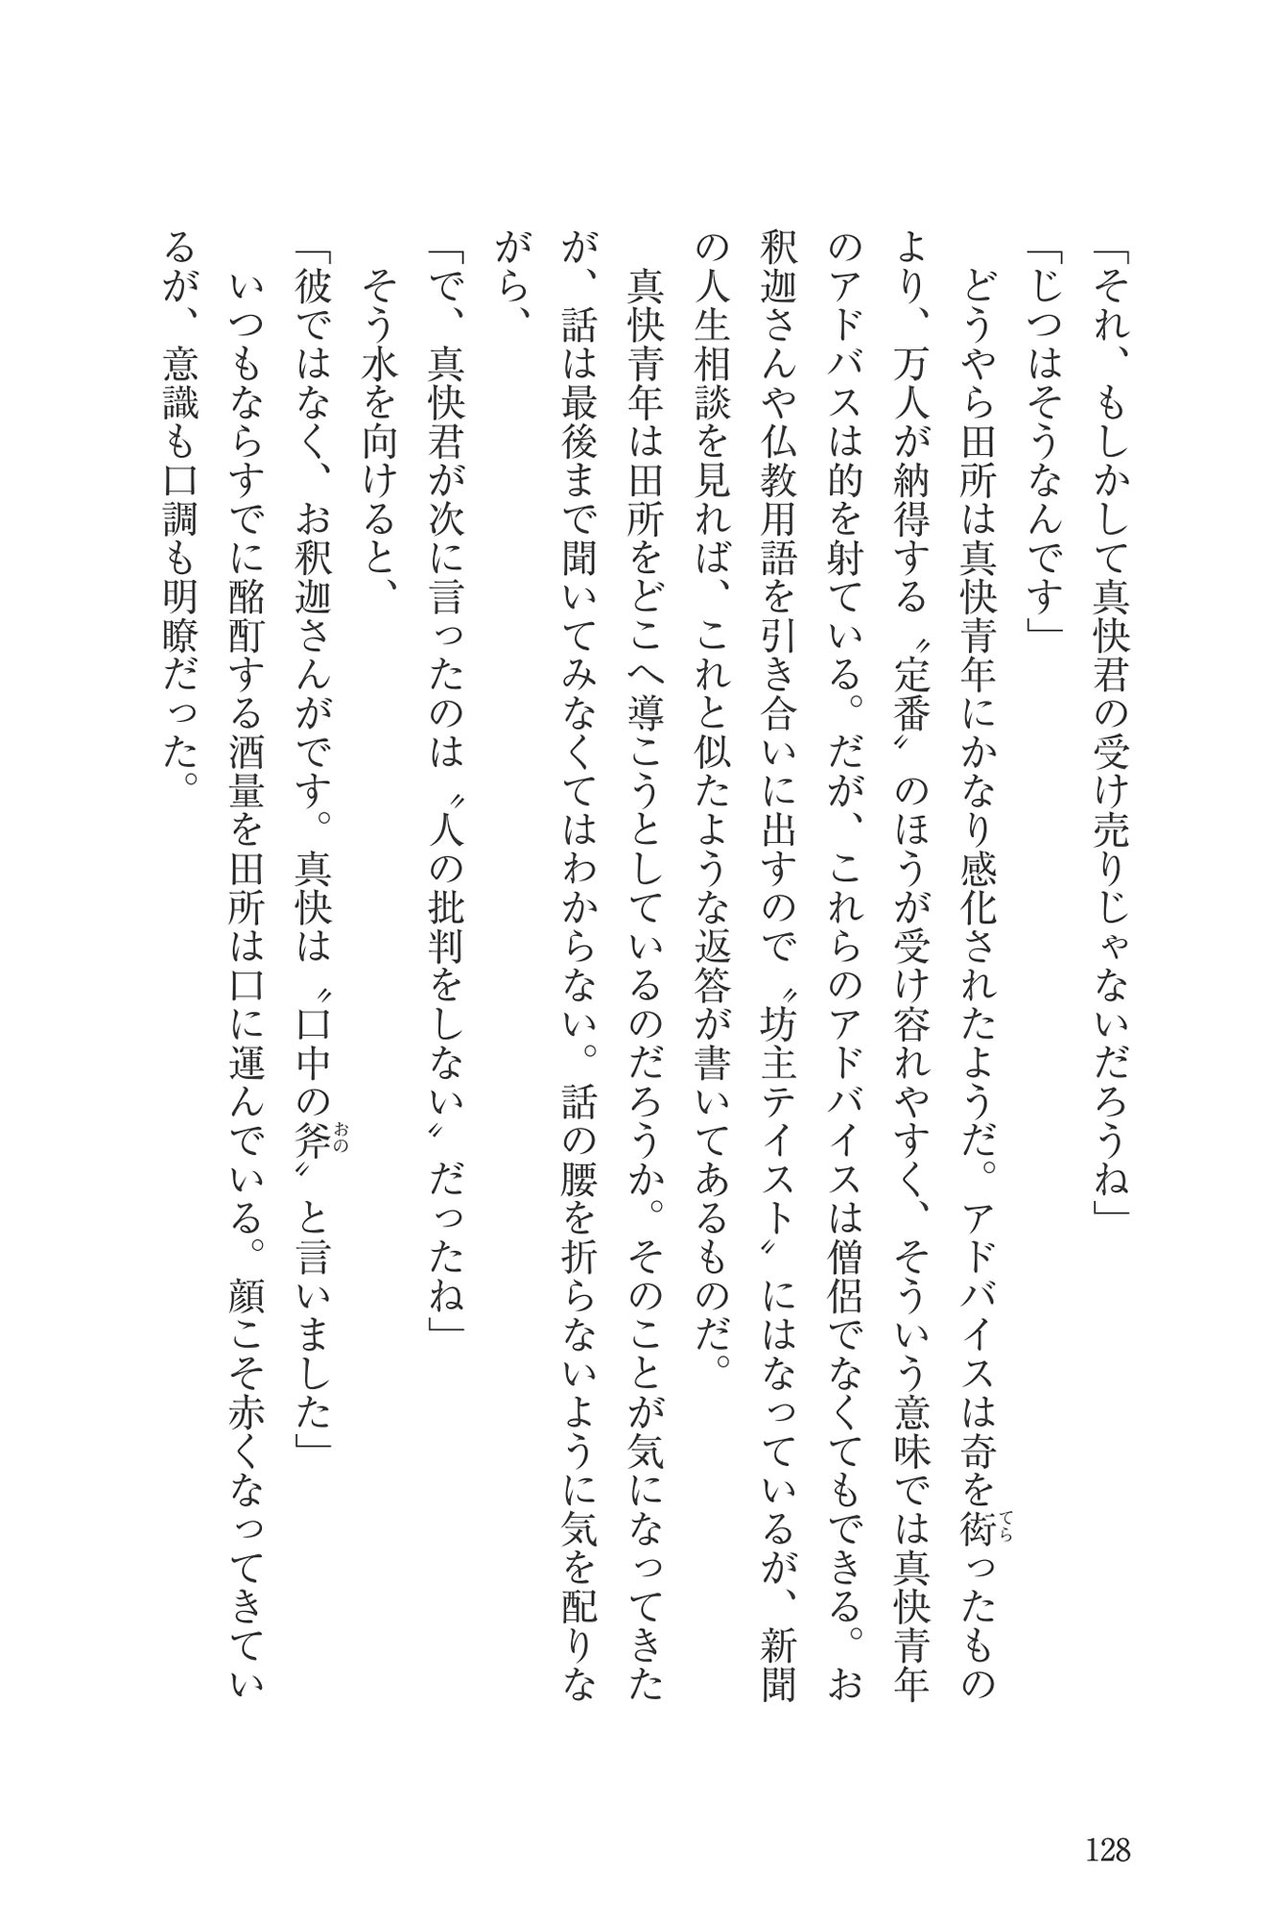 「それ、もしかして真快君の受け売りじゃないだろうね」
「じつはそうなんです」
　どうやら田所は真快青年にかなり感化されたようだ。アドバイスは奇を衒ったもの
てら
より、万人が納得する〝定番〟のほうが受け容れやすく、そういう意味では真快青年
のアドバスは的を射ている。だが、これらのアドバイスは僧侶でなくてもできる。お
釈迦さんや仏教用語を引き合いに出すので〝坊主テイスト〟にはなっているが、新聞
の人生相談を見れば、これと似たような返答が書いてあるものだ。
　真快青年は田所をどこへ導こうとしているのだろうか。そのことが気になってきた
が、話は最後まで聞いてみなくてはわからない。話の腰を折らないように気を配りな
がら、
「で、真快君が次に言ったのは〝人の批判をしない〟だったね」
　そう水を向けると、
「彼ではなく、お釈迦さんがです。真快は〝口中の斧〟と言いました」
おの
　いつもならすでに酩酊する酒量を田所は口に運んでいる。顔こそ赤くなってきてい
るが、意識も口調も明瞭だった。
128